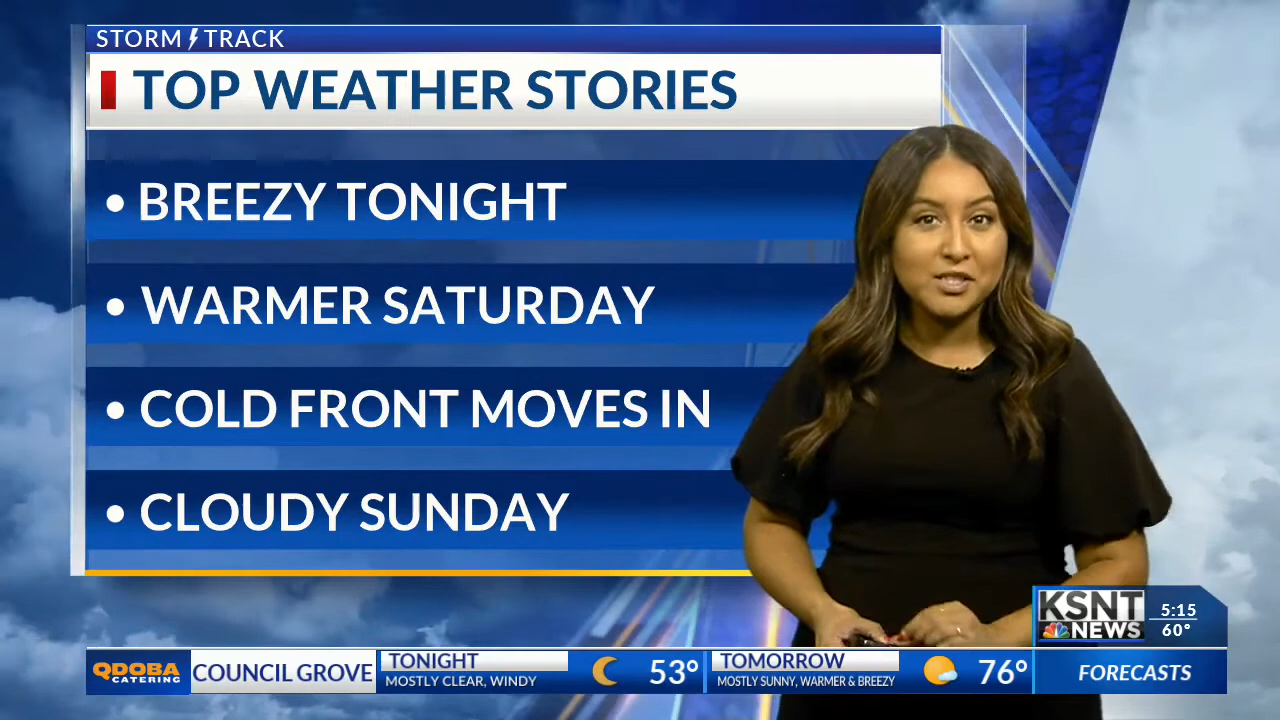 STORM TRACK
TOP WEATHER STORIES
• BREEZY TONIGHT
• WARMER SATURDAY
• COLD FRONT MOVES IN
• CLOUDY SUNDAY
KSNT
NEWS
5:15
60°
QDOBA
CATERING
COUNCIL GROVE
TONIGHT
MOSTLY CLEAR, WINDY
53°
TOMORROW
MOSTLY SUNNY, WARMER & BREEZY
76°
FORECASTS